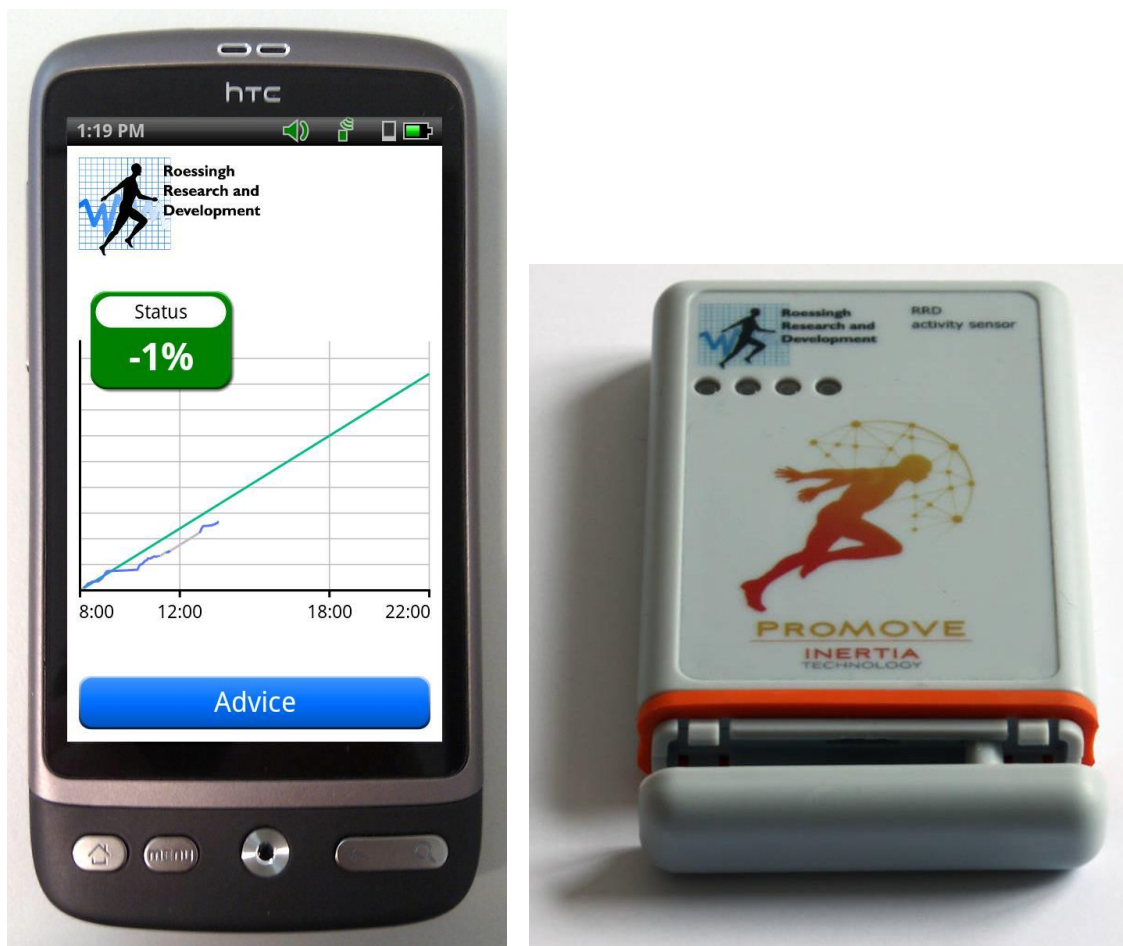 hTC
1:19 PM
Roessingh
Research and
Development
Status
-1%
8:00 12:00 18:00 22:00
Advice
menu
Roessingh
Research and
Development
RRD
activity sensor
PROMOVE
INERTIA
TECHNOLOGY